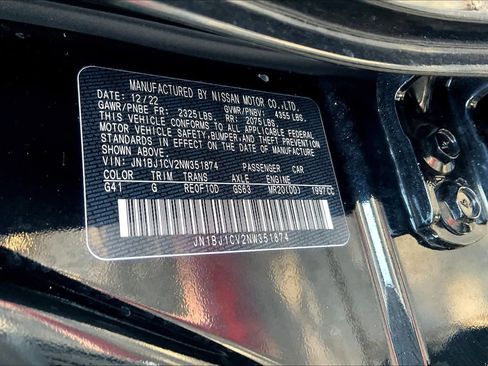 MANUFACTURED BY NISSAN MOTOR CO.,LTD.
DATE: 12/22 GVWR/PNBV: 4355 LBS.
GAWR/PNBE FR: 2325LBS. RR: 2075 LBS.
THIS VEHICLE CONFORMS TO ALL APPLICABLE FEDERAL
MOTOR VEHICLE SAFETY, BUMPER, AND THEFT PREVENTION
STANDARDS IN EFFECT ON THE DATE OF MANUFACTURE
SHOWN ABOVE.
VIN: JN1BJ1CV2NW351874 PASSENGER CAR
COLOR TRIM TRANS AXLE ENGINE
G41 G RE0F10D GS63 MR20(DD) 1997CC
JN1BJ1CV2NW351874